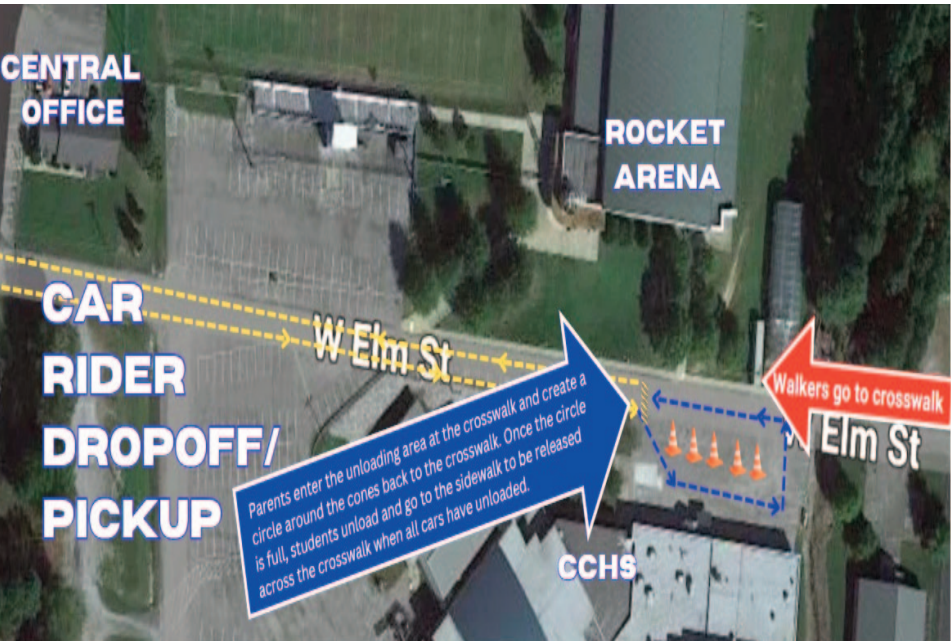 CENTRAL
OFFICE
ROCKET
ARENA
CAR
RIDER
DROPOFF/
PICKUP
W Elm St
Walkers go to crosswalk
Elm St
Parents enter the unloading area at the crosswalk and create a
circle around the cones back to the crosswalk. Once the circle
is full, students unload and go to the sidewalk to be released
across the crosswalk when all cars have unloaded.
CCHS